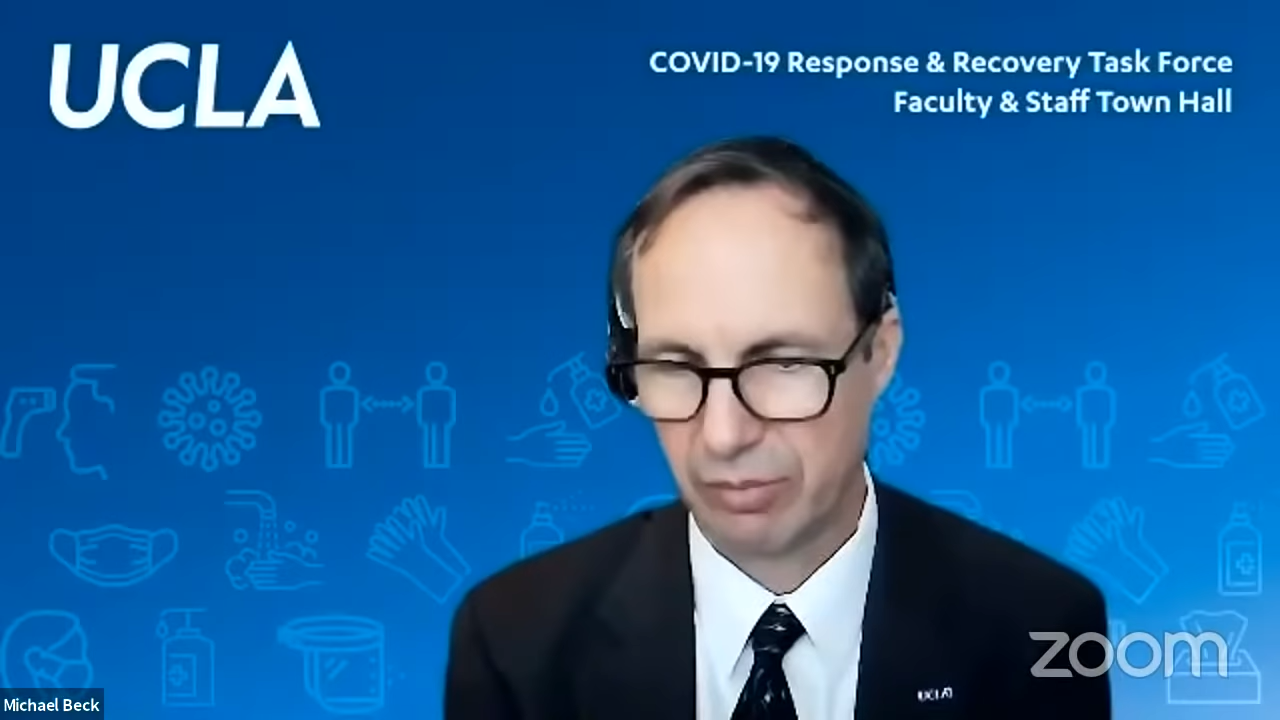 UCLA
COVID-19 Response & Recovery Task Force
Faculty & Staff Town Hall
UCLA
zoom
Michael Beck